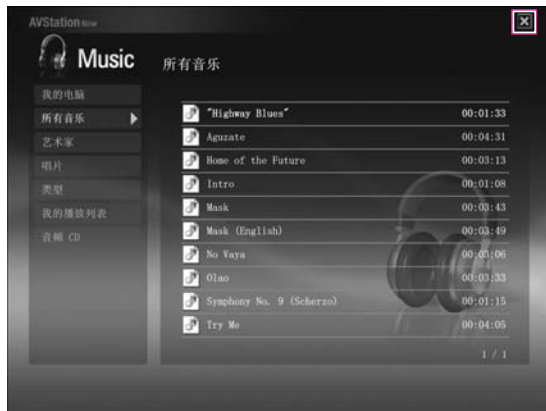 AVStation Now
Music
所有音乐
我的电脑
所有音乐
艺术家
唱片
类型
我的播放列表
音频 CD
"Highway Blues" 00:01:33
Aguzate 00:04:31
Home of the Future 00:03:13
Intro 00:01:08
Mask 00:03:43
Mask (English) 00:03:49
No Vaya 00:03:06
Olao 00:03:33
Symphony No. 9 (Scherzo) 00:01:15
Try Me 00:04:05
1 / 1